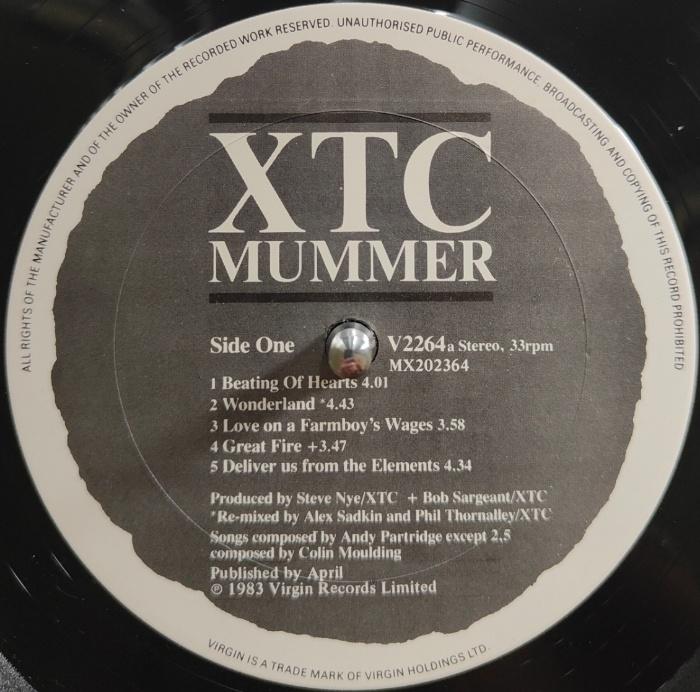 ALL RIGHTS OF THE MANUFACTURER AND OF THE OWNER OF THE RECORDED WORK RESERVED. UNAUTHORISED PUBLIC PERFORMANCE, BROADCASTING AND COPYING OF THIS RECORD PROHIBITED
XTC
MUMMER
Side One V2264a Stereo, 33rpm
MX202364
1 Beating Of Hearts 4.01
2 Wonderland *4.43
3 Love on a Farmboy's Wages 3.58
4 Great Fire +3.47
5 Deliver us from the Elements 4.34
Produced by Steve Nye/XTC + Bob Sargeant/XTC
*Re-mixed by Alex Sadkin and Phil Thornalley/XTC
Songs composed by Andy Partridge except 2,5
composed by Colin Moulding
Published by April
℗ 1983 Virgin Records Limited
VIRGIN IS A TRADE MARK OF VIRGIN HOLDINGS LTD.